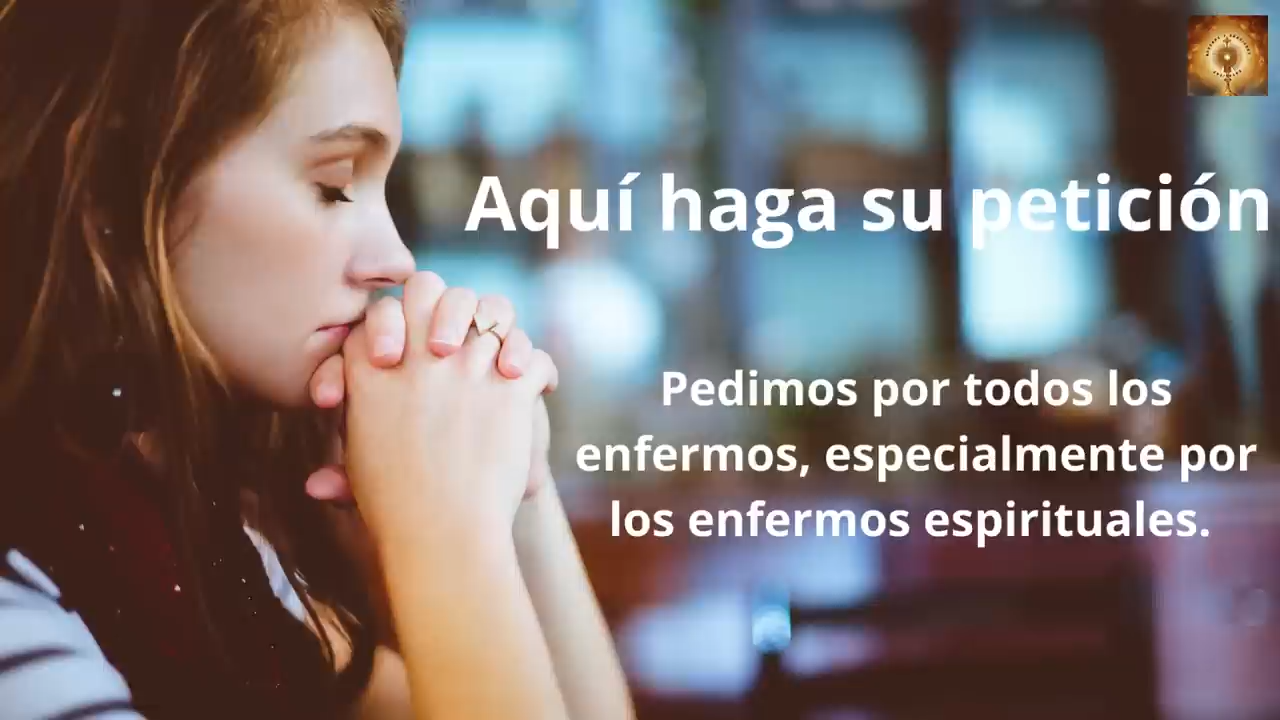 Aquí haga su petición
Pedimos por todos los
enfermos, especialmente por
los enfermos espirituales.